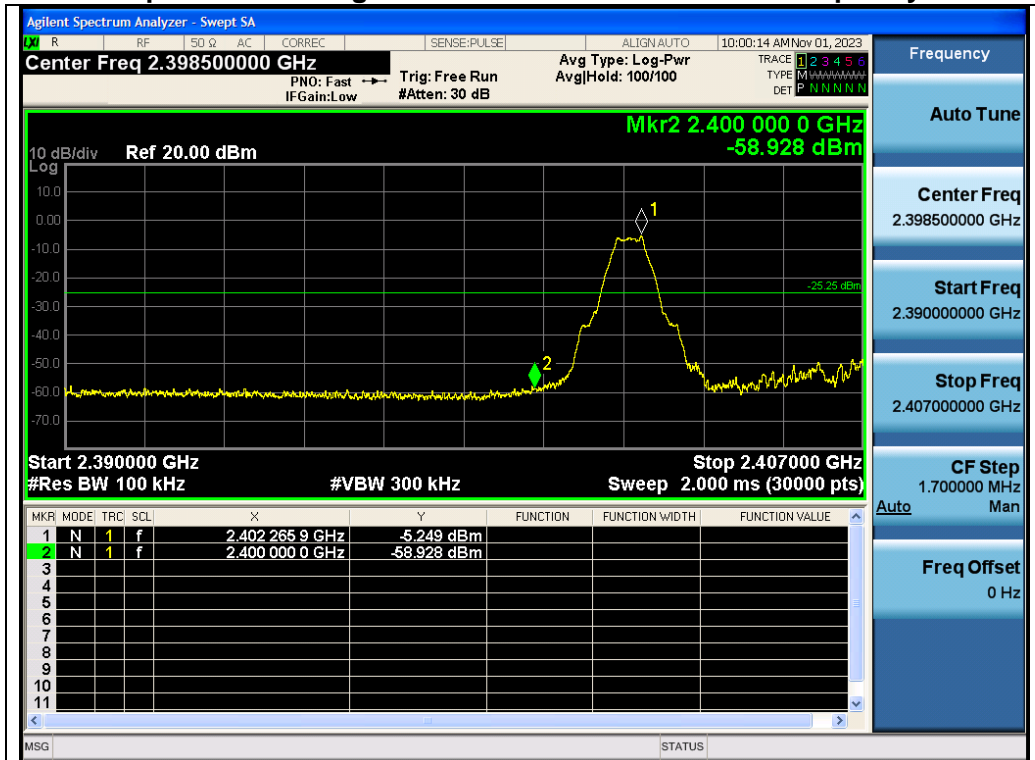 Agilent Spectrum Analyzer - Swept SA
LXI R RF 50 Ω AC CORREC SENSE:PULSE ALIGN AUTO 10:00:14 AM Nov 01, 2023
Center Freq 2.398500000 GHz
PNO: Fast
IFGain:Low
Trig: Free Run
#Atten: 30 dB
Avg Type: Log-Pwr
Avg|Hold: 100/100
TRACE 1 2 3 4 5 6
TYPE M WWWWW
DET P N N N N N
Mkr2 2.400 000 0 GHz
-58.928 dBm
10 dB/div Ref 20.00 dBm
Log
10.0
0.00
-10.0
-20.0
-30.0
-40.0
-50.0
-60.0
-70.0
1
2
-25.25 dBm
Start 2.390000 GHz Stop 2.407000 GHz
#Res BW 100 kHz #VBW 300 kHz Sweep 2.000 ms (30000 pts)
MKR MODE TRC SCL X Y FUNCTION FUNCTION WIDTH FUNCTION VALUE
1 N 1 f 2.402 265 9 GHz -5.249 dBm
2 N 1 f 2.400 000 0 GHz -58.928 dBm
3
4
5
6
7
8
9
10
11
MSG STATUS
Frequency
Auto Tune
Center Freq
2.398500000 GHz
Start Freq
2.390000000 GHz
Stop Freq
2.407000000 GHz
CF Step
1.700000 MHz
Auto Man
Freq Offset
0 Hz